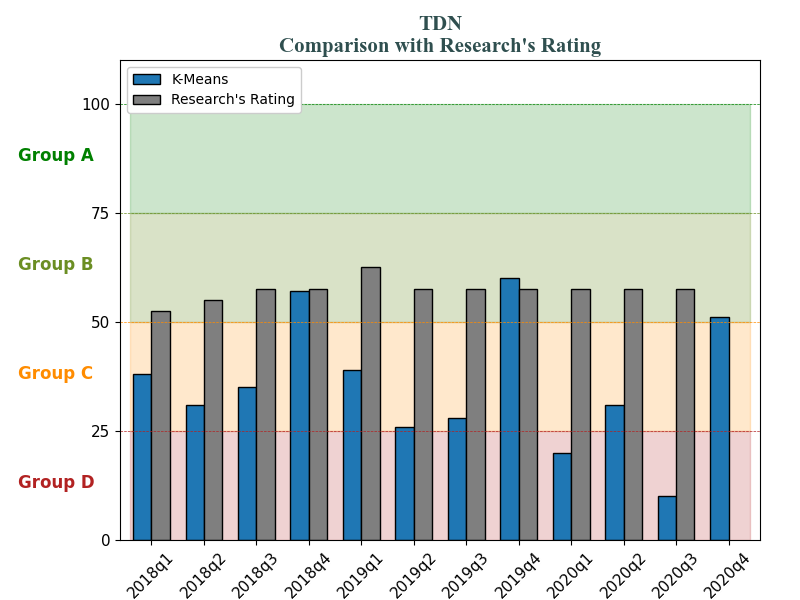 TDN
Comparison with Research's Rating
K-Means
Research's Rating
100
Group A
75
Group B
50
Group C
25
Group D
0
2018q1 2018q2 2018q3 2018q4 2019q1 2019q2 2019q3 2019q4 2020q1 2020q2 2020q3 2020q4